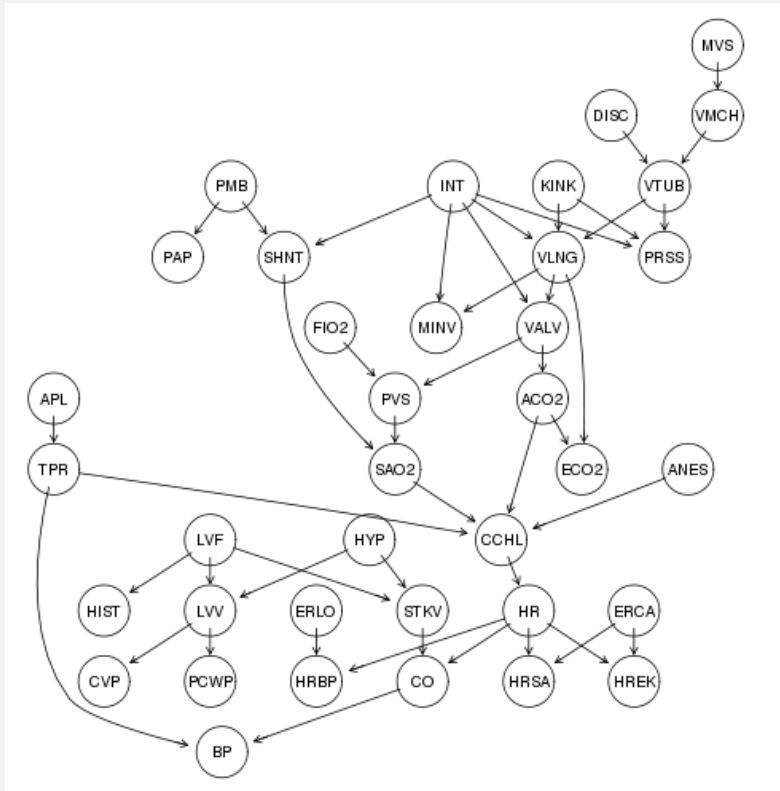 MVS
DISC VMCH
PMB INT KINK VTUB
PAP SHNT VLNG PRSS
FIO2 MINV VALV
APL PVS ACO2
TPR SAO2 ECO2 ANES
LVF HYP CCHL
HIST LVV ERLO STKV HR ERCA
CVP PCWP HRBP CO HRSA HREK
BP